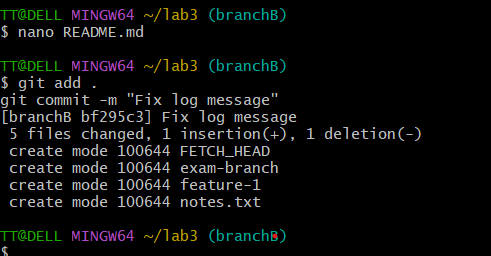 TT@DELL MINGW64 ~/lab3 (branchB)
$ nano README.md
TT@DELL MINGW64 ~/lab3 (branchB)
$ git add .
git commit -m "Fix log message"
[branchB bf295c3] Fix log message
 5 files changed, 1 insertion(+), 1 deletion(-)
 create mode 100644 FETCH_HEAD
 create mode 100644 exam-branch
 create mode 100644 feature-1
 create mode 100644 notes.txt
TT@DELL MINGW64 ~/lab3 (branchB)
$